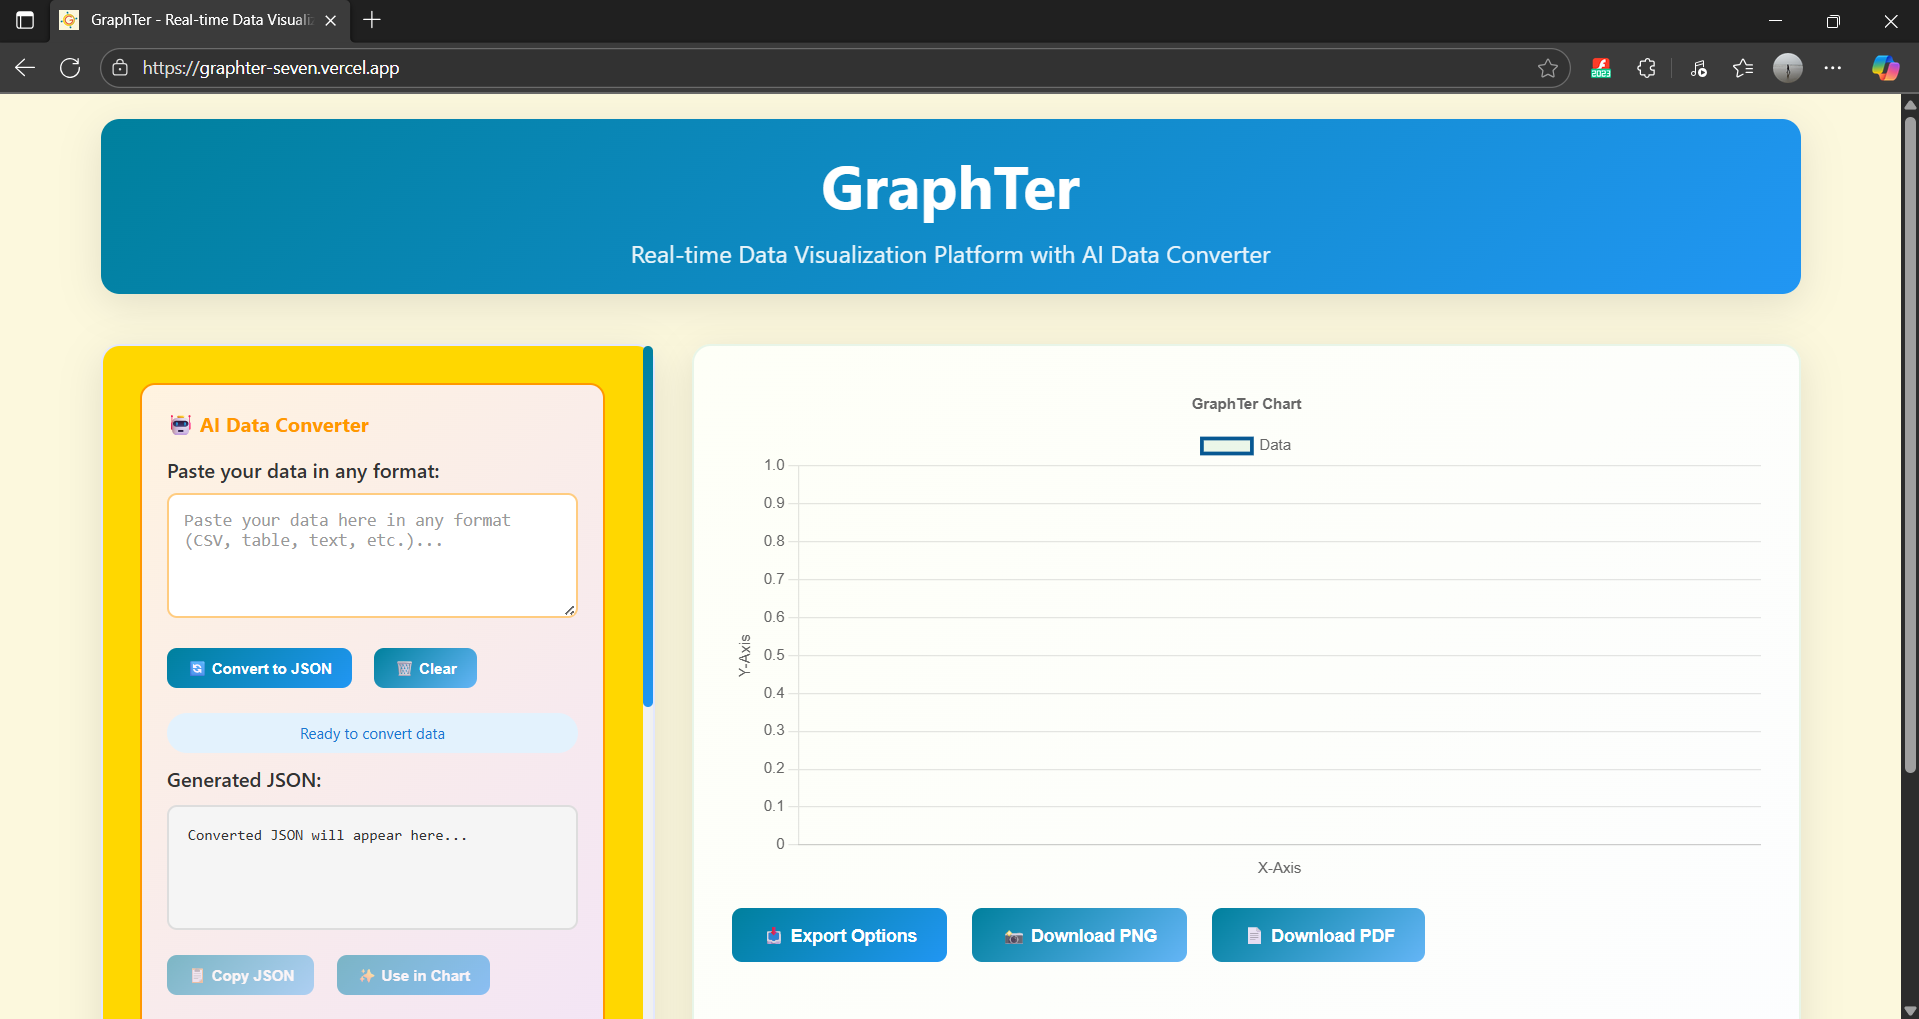 GraphTer - Real-time Data Visualiz
https://graphter-seven.vercel.app
2023
GraphTer
Real-time Data Visualization Platform with AI Data Converter
AI Data Converter
Paste your data in any format:
Paste your data here in any format
(CSV, table, text, etc.)...
Convert to JSON
Clear
Ready to convert data
Generated JSON:
Converted JSON will appear here...
Copy JSON
Use in Chart
GraphTer Chart
Data
1.0
0.9
0.8
0.7
0.6
0.5
0.4
0.3
0.2
0.1
0
Y-Axis
X-Axis
Export Options
Download PNG
Download PDF